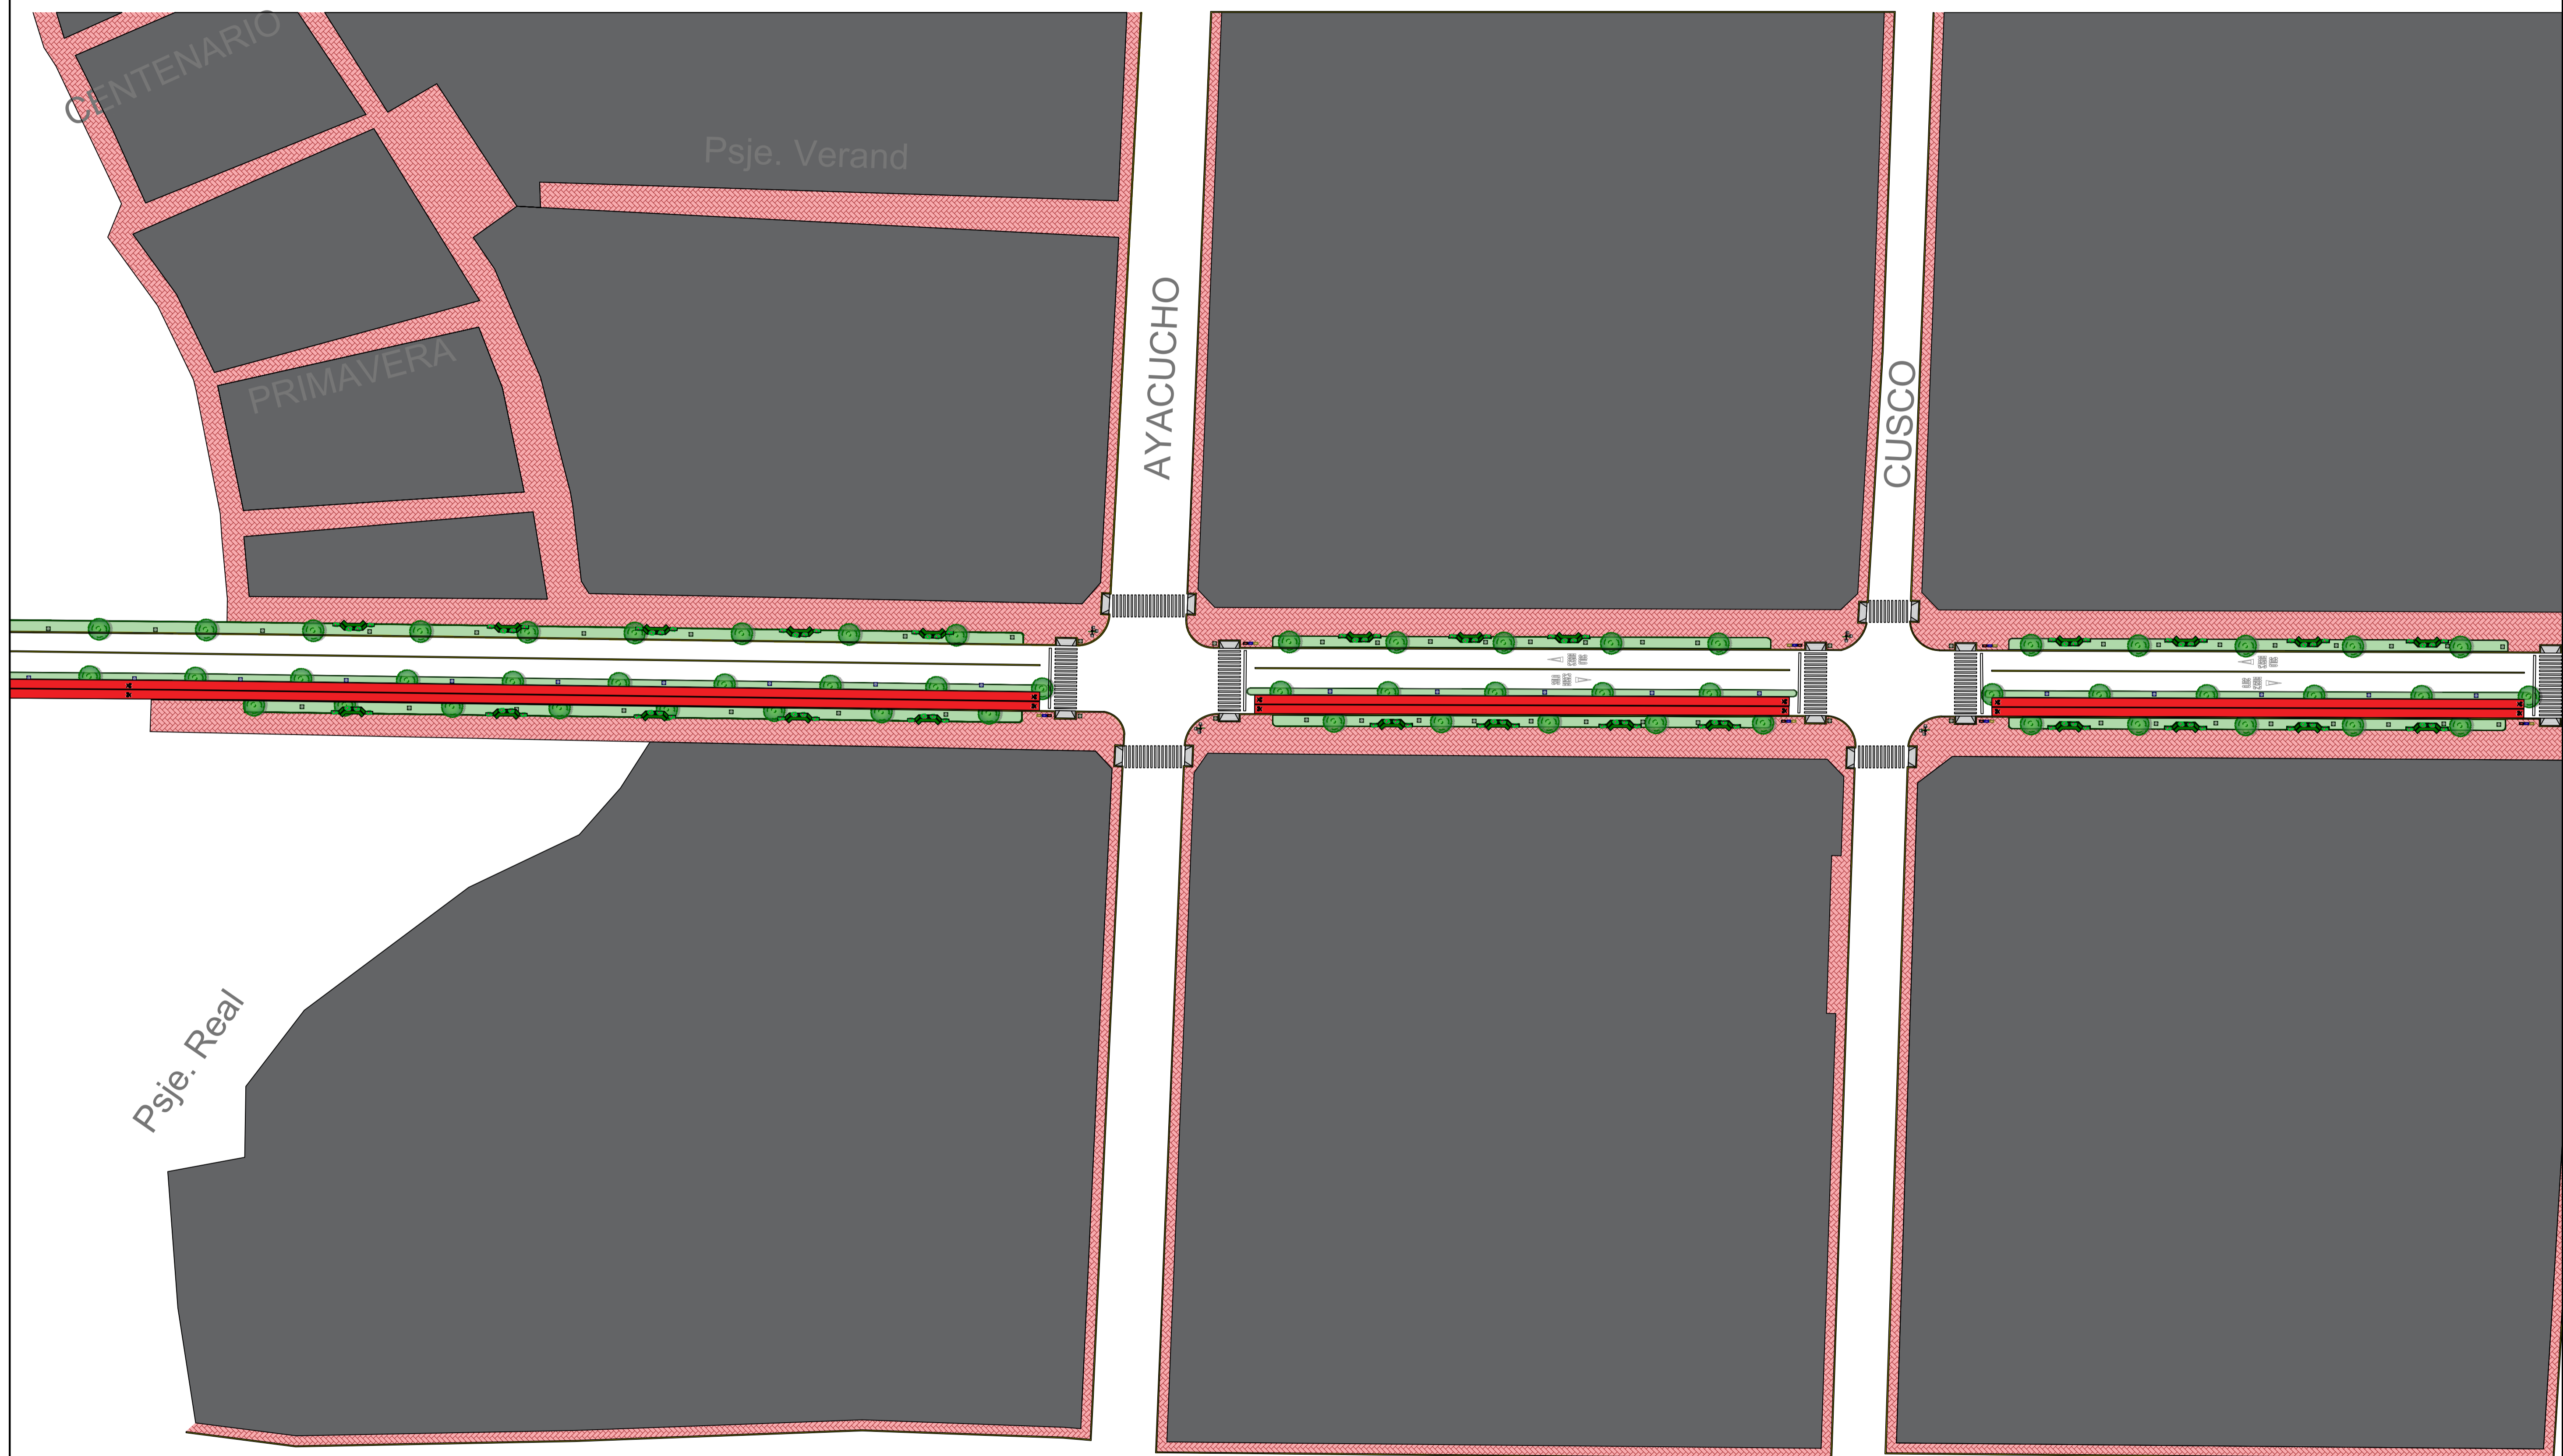 CENTENARIO
Psje. Verand
AYACUCHO
PRIMAVERA
CUSCO
Psje. Real